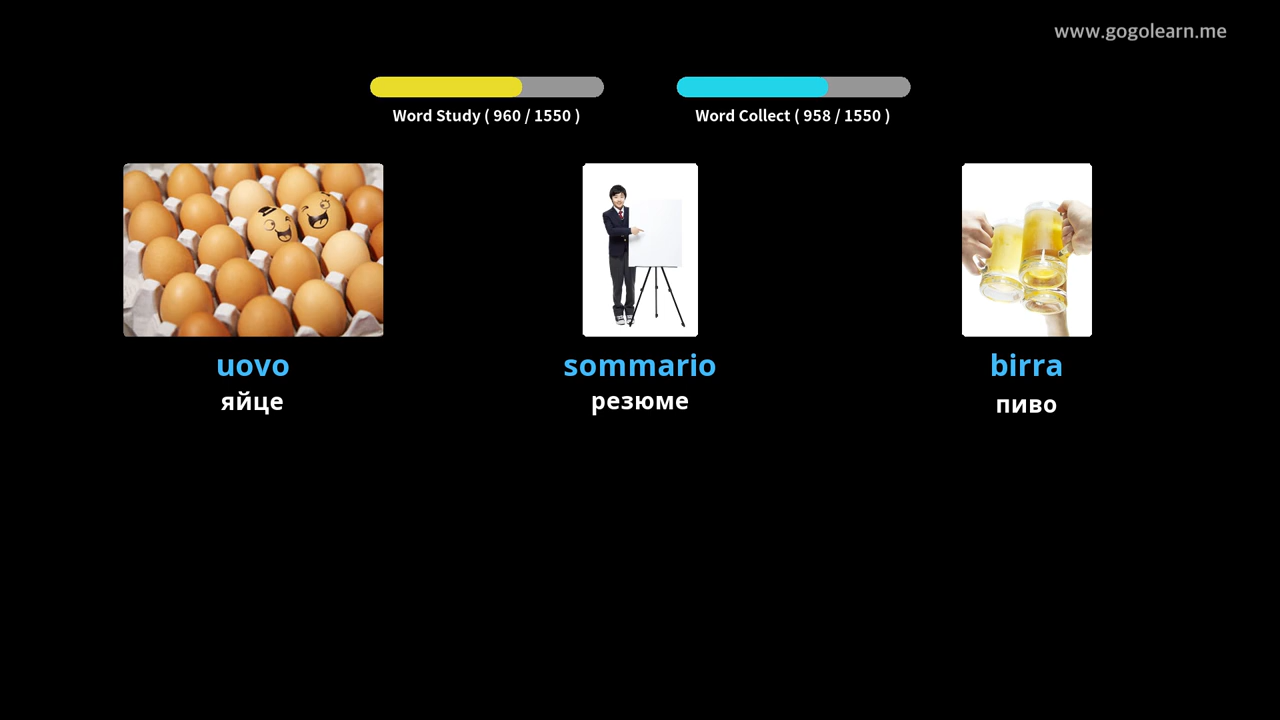 www.gogolearn.me
Word Study ( 960 / 1550 )
Word Collect ( 958 / 1550 )
uovo
яйце
sommario
резюме
birra
пиво